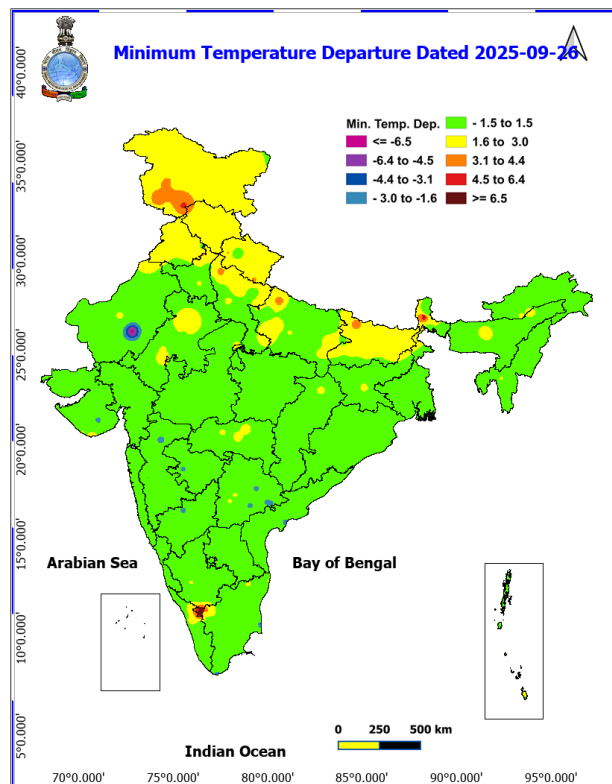 Minimum Temperature Departure Dated 2025-09-26
40°0.000'
35°0.000'
30°0.000'
25°0.000'
20°0.000'
15°0.000'
10°0.000'
5°0.000'
Min. Temp. Dep.
<= -6.5
-6.4 to -4.5
-4.4 to -3.1
- 3.0 to -1.6
- 1.5 to 1.5
1.6 to 3.0
3.1 to 4.4
4.5 to 6.4
>= 6.5
Arabian Sea
Bay of Bengal
0 250 500 km
Indian Ocean
70°0.000' 75°0.000' 80°0.000' 85°0.000' 90°0.000' 95°0.000'